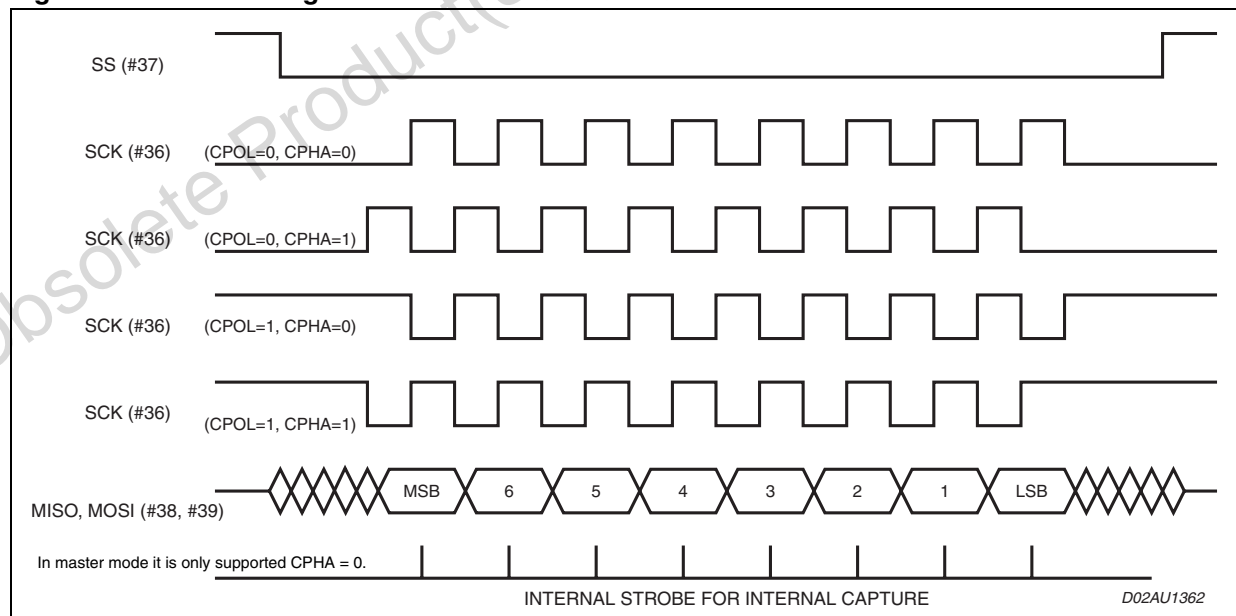 SS (#37)
SCK (#36) (CPOL=0, CPHA=0)
SCK (#36) (CPOL=0, CPHA=1)
SCK (#36) (CPOL=1, CPHA=0)
SCK (#36) (CPOL=1, CPHA=1)
MISO, MOSI (#38, #39) MSB 6 5 4 3 2 1 LSB
In master mode it is only supported CPHA = 0.
INTERNAL STROBE FOR INTERNAL CAPTURE
D02AU1362
Obsolete